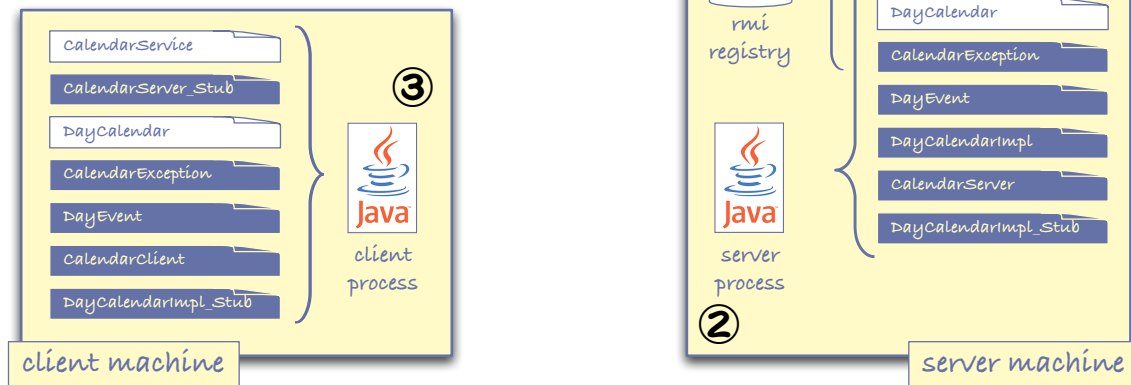 CalendarService
CalendarServer_Stub
DayCalendar
CalendarException
DayEvent
CalendarClient
DayCalendarImpl_Stub
3
Java
client
process
client machine
rmi
registry
DayCalendar
CalendarException
DayEvent
DayCalendarImpl
CalendarServer
DayCalendarImpl_Stub
Java
server
process
2
server machine